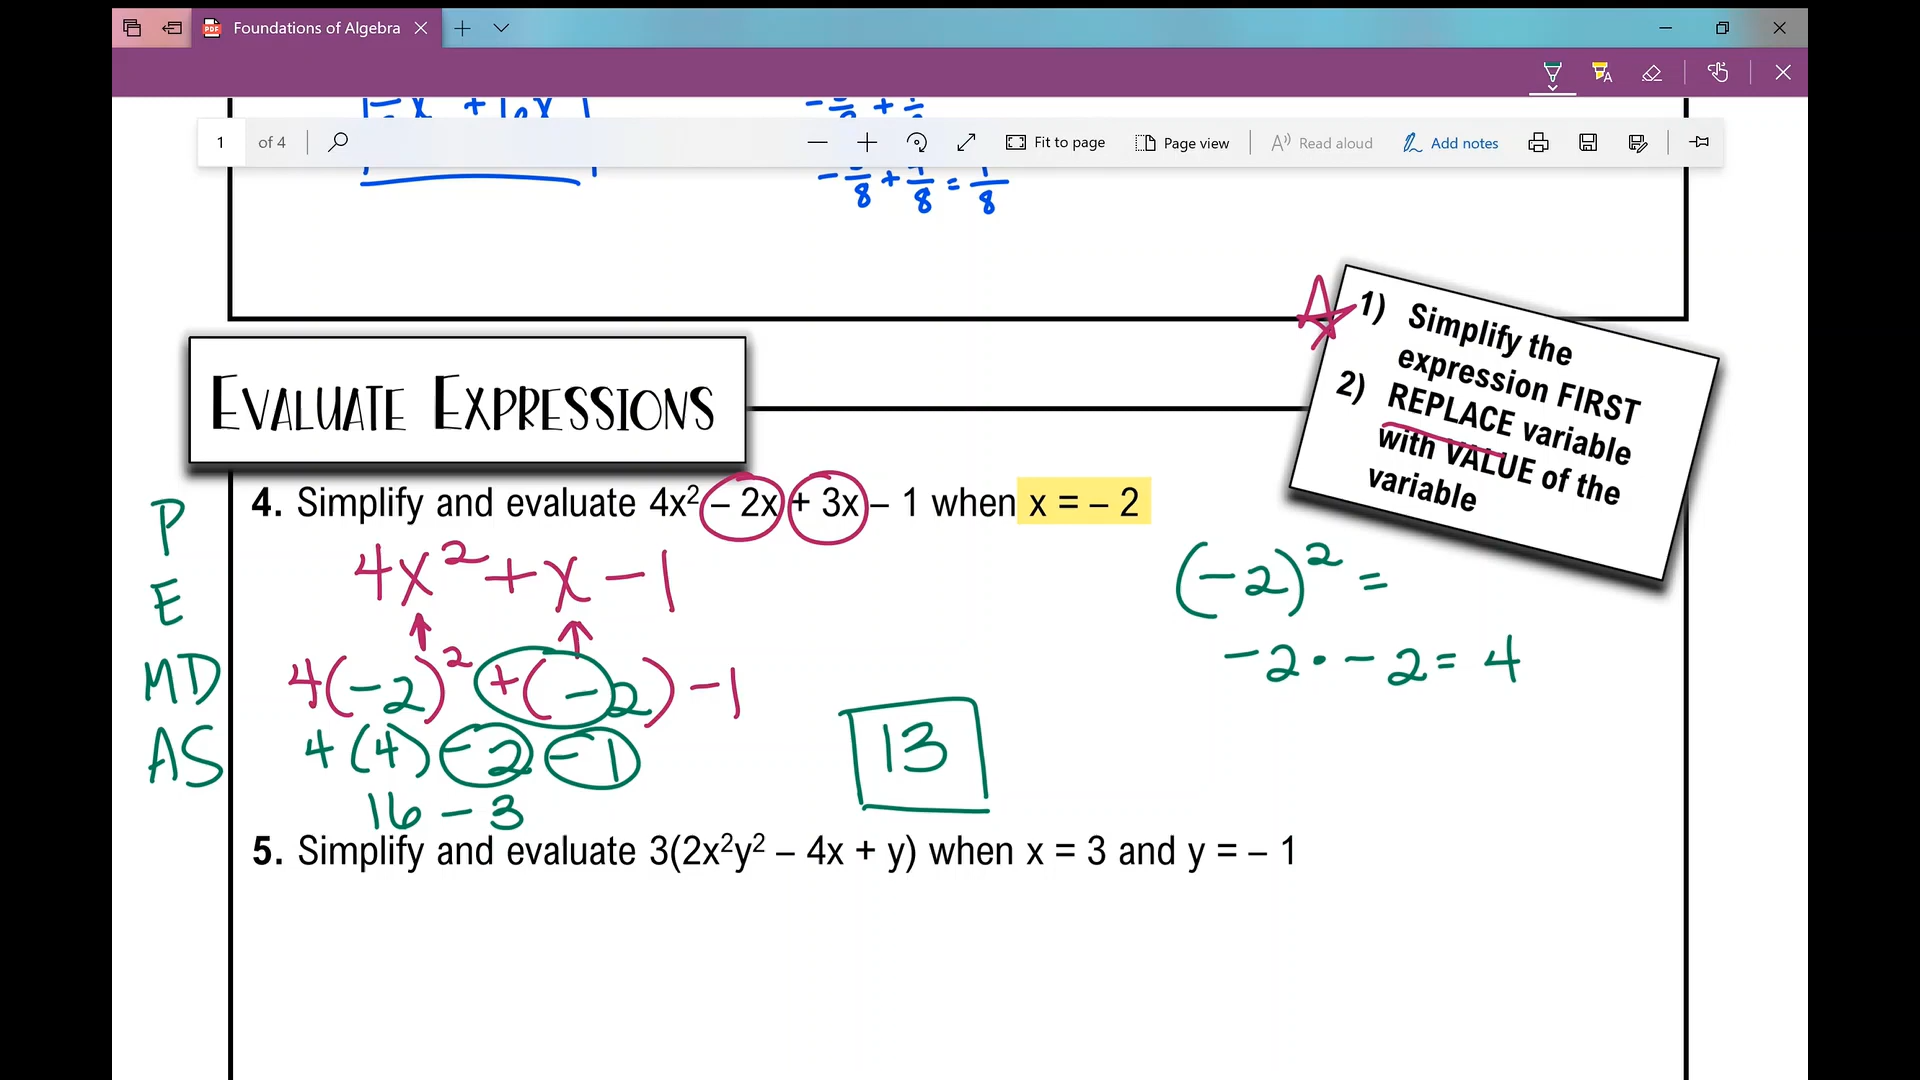 Foundations of Algebra
1 of 4 Fit to page Page view Read aloud Add notes
8 + 8 = 8
1) Simplify the
expression FIRST
2) REPLACE variable
with VALUE of the
variable
EVALUATE EXPRESSIONS
4. Simplify and evaluate 4x² – 2x + 3x – 1 when x = – 2
P
E
MD
AS
4x² + x – 1
4(–2)² + (–2) – 1
4(4) – 2 – 1
16 – 3
13
(–2)² =
–2 • –2 = 4
5. Simplify and evaluate 3(2x²y² – 4x + y) when x = 3 and y = – 1